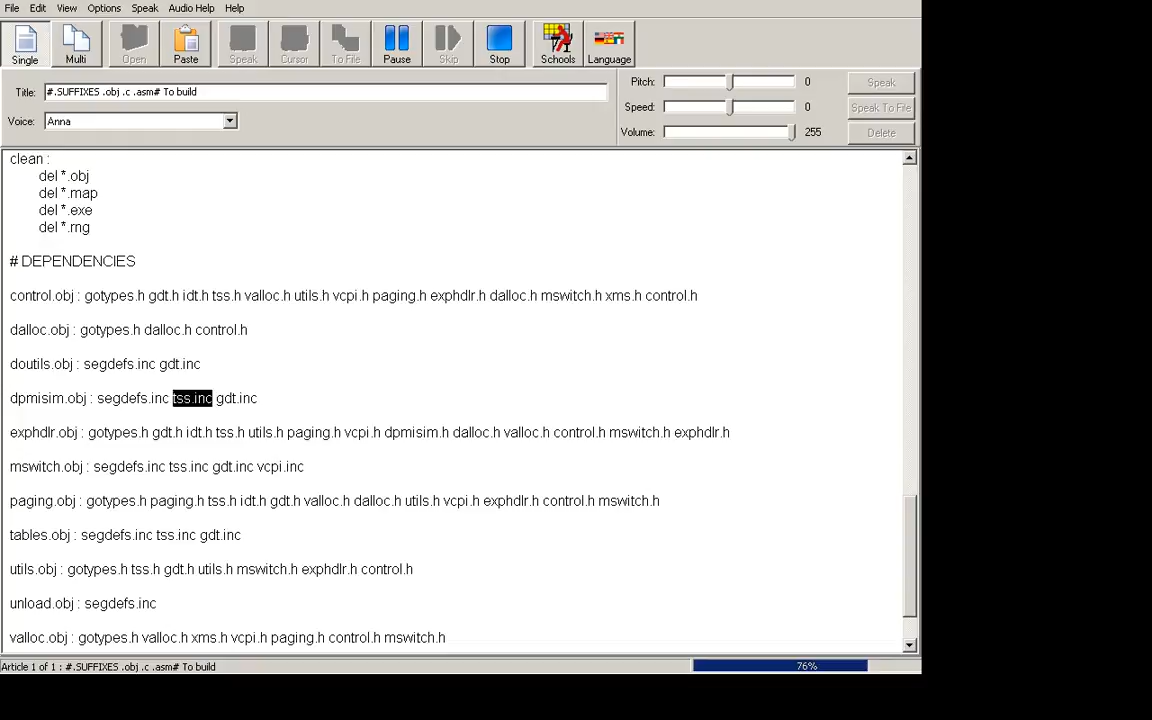 File Edit View Options Speak Audio Help Help
Single Multi Open Paste Speak Cursor To File Pause Skip Stop Schools Language
Title: #.SUFFIXES .obj .c .asm# To build
Voice: Anna
Pitch: 0 Speak
Speed: 0 Speak To File
Volume: 255 Delete
clean :
del *.obj
del *.map
del *.exe
del *.rng
# DEPENDENCIES
control.obj : gotypes.h gdt.h idt.h tss.h valloc.h utils.h vcpi.h paging.h exphdlr.h dalloc.h mswitch.h xms.h control.h
dalloc.obj : gotypes.h dalloc.h control.h
doutils.obj : segdefs.inc gdt.inc
dpmisim.obj : segdefs.inc tss.inc gdt.inc
exphdlr.obj : gotypes.h gdt.h idt.h tss.h utils.h paging.h vcpi.h dpmisim.h dalloc.h valloc.h control.h mswitch.h exphdlr.h
mswitch.obj : segdefs.inc tss.inc gdt.inc vcpi.inc
paging.obj : gotypes.h paging.h tss.h idt.h gdt.h valloc.h dalloc.h utils.h vcpi.h exphdlr.h control.h mswitch.h
tables.obj : segdefs.inc tss.inc gdt.inc
utils.obj : gotypes.h tss.h gdt.h utils.h mswitch.h exphdlr.h control.h
unload.obj : segdefs.inc
valloc.obj : gotypes.h valloc.h xms.h vcpi.h paging.h control.h mswitch.h
Article 1 of 1 : #.SUFFIXES .obj .c .asm# To build 76%